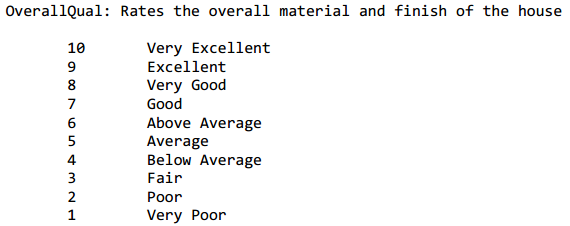 OverallQual: Rates the overall material and finish of the house
10 Very Excellent
9 Excellent
8 Very Good
7 Good
6 Above Average
5 Average
4 Below Average
3 Fair
2 Poor
1 Very Poor